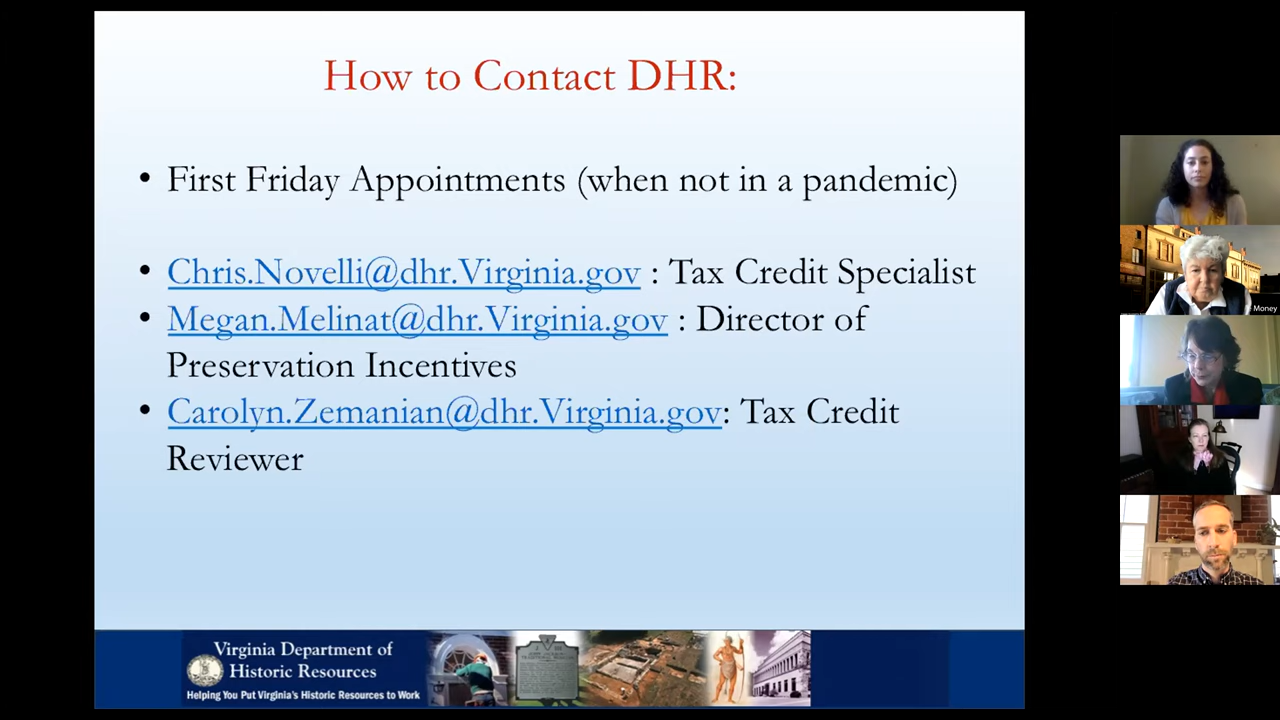 How to Contact DHR:
• First Friday Appointments (when not in a pandemic)
• Chris.Novelli@dhr.Virginia.gov : Tax Credit Specialist
• Megan.Melinat@dhr.Virginia.gov : Director of
Preservation Incentives
• Carolyn.Zemanian@dhr.Virginia.gov: Tax Credit
Reviewer
Virginia Department of
Historic Resources
Helping You Put Virginia's Historic Resources to Work
Money